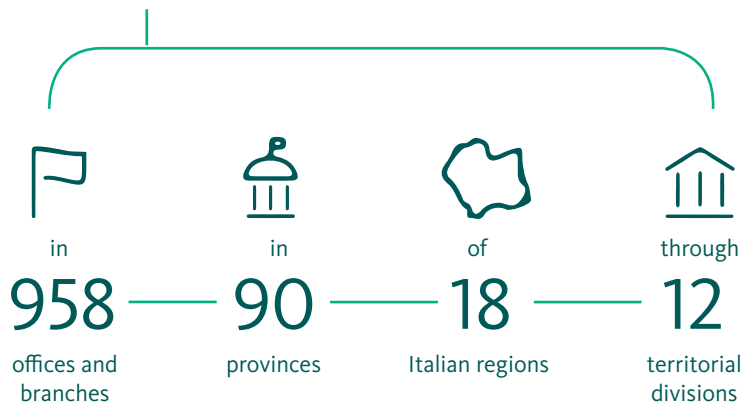 in
958
offices and
branches
in
90
provinces
of
18
Italian regions
through
12
territorial
divisions